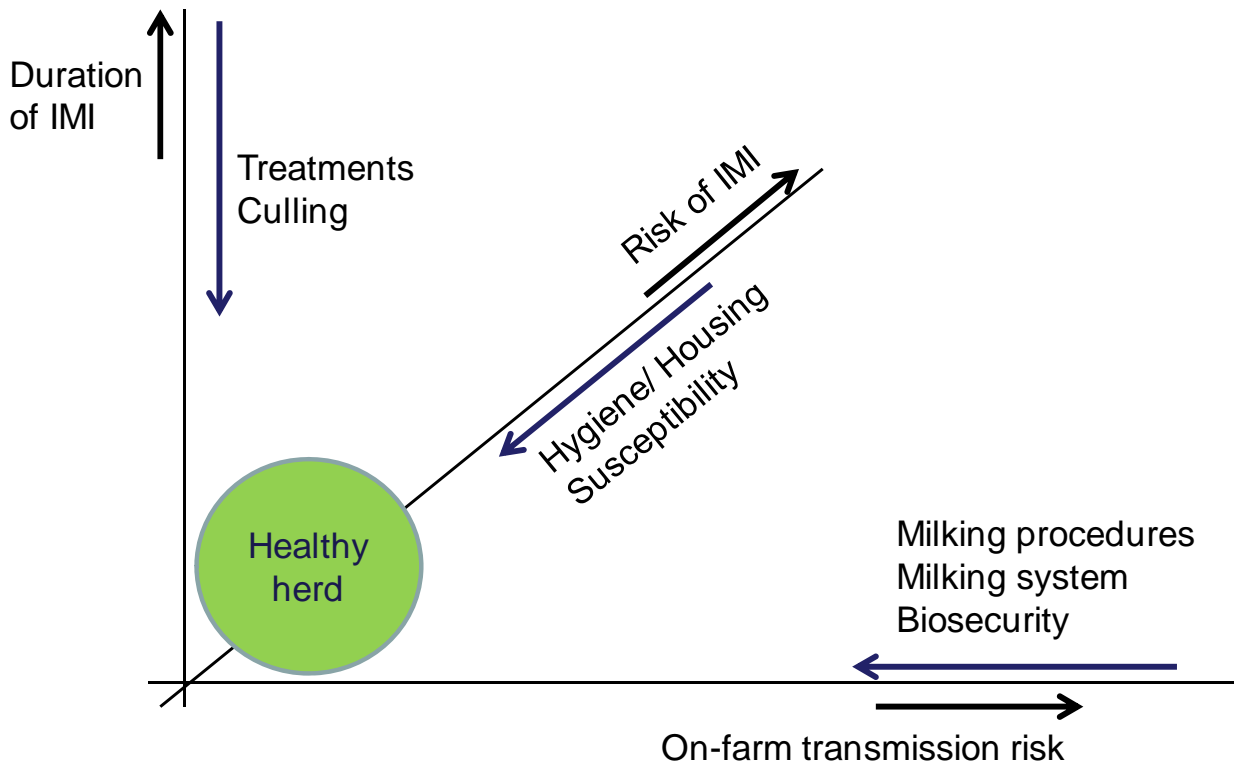 Duration
of IMI
Treatments
Culling
Risk of IMI
Hygiene/ Housing
Susceptibility
Healthy
herd
Milking procedures
Milking system
Biosecurity
On-farm transmission risk